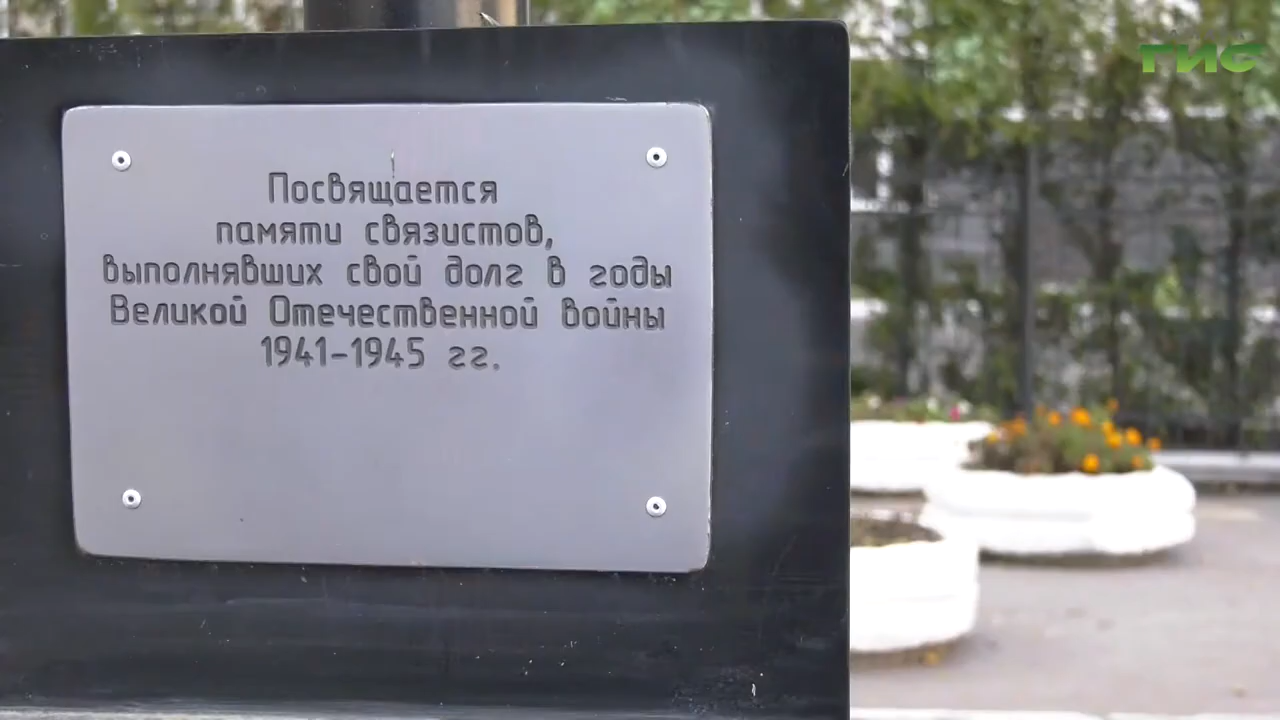 Посвящается
памяти связистов,
выполнявших свой долг в годы
Великой Отечественной войны
1941-1945 гг.
ГИС